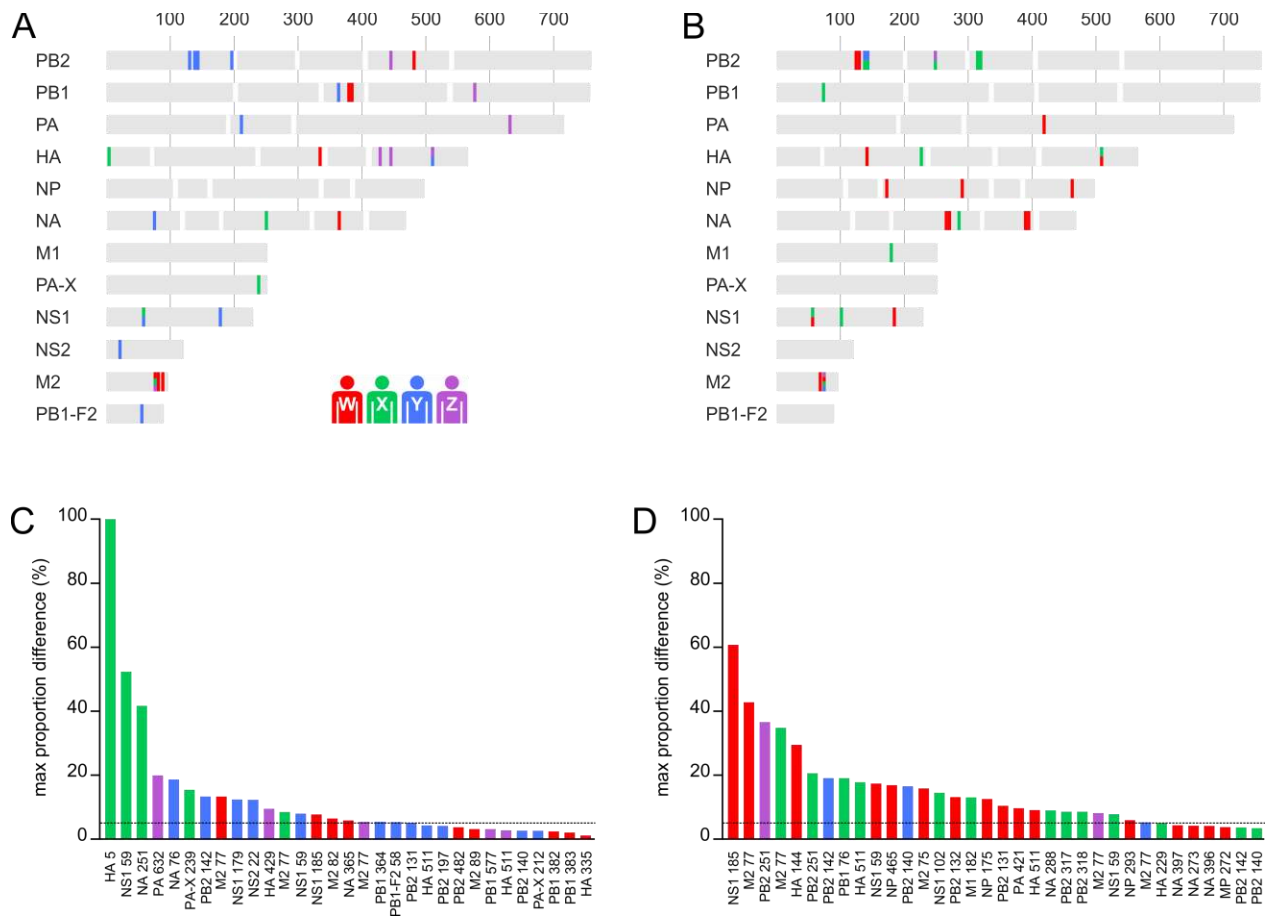 A
100 200 300 400 500 600 700
PB2
PB1
PA
HA
NP
NA
M1
PA-X
NS1
NS2
M2
PB1-F2
W X Y Z
B
100 200 300 400 500 600 700
PB2
PB1
PA
HA
NP
NA
M1
PA-X
NS1
NS2
M2
PB1-F2
C
max proportion difference (%)
100
80
60
40
20
0
HA 5
NS1 59
NA 251
PA 632
NA 76
PA-X 239
PB2 142
M2 77
NS1 179
NS2 22
HA 429
M2 77
NS1 59
NS1 185
M2 82
NA 365
M2 77
PB1 364
PB1-F2 58
PB2 131
HA 511
PB2 197
PB2 482
M2 89
PB1 577
HA 511
PB2 140
PA-X 212
PB1 382
PB1 383
HA 335
D
max proportion difference (%)
100
80
60
40
20
0
NS1 185
M2 77
PB2 251
M2 77
HA 144
PB2 251
PB2 142
PB1 76
HA 511
NS1 59
NP 465
PB2 140
M2 75
NS1 102
PB2 132
M1 182
NP 175
PB2 131
PA 421
HA 511
NA 288
PB2 317
PB2 318
M2 77
NS1 59
NP 293
M2 77
HA 229
NA 397
NA 273
NA 396
MP 272
PB2 142
PB2 140